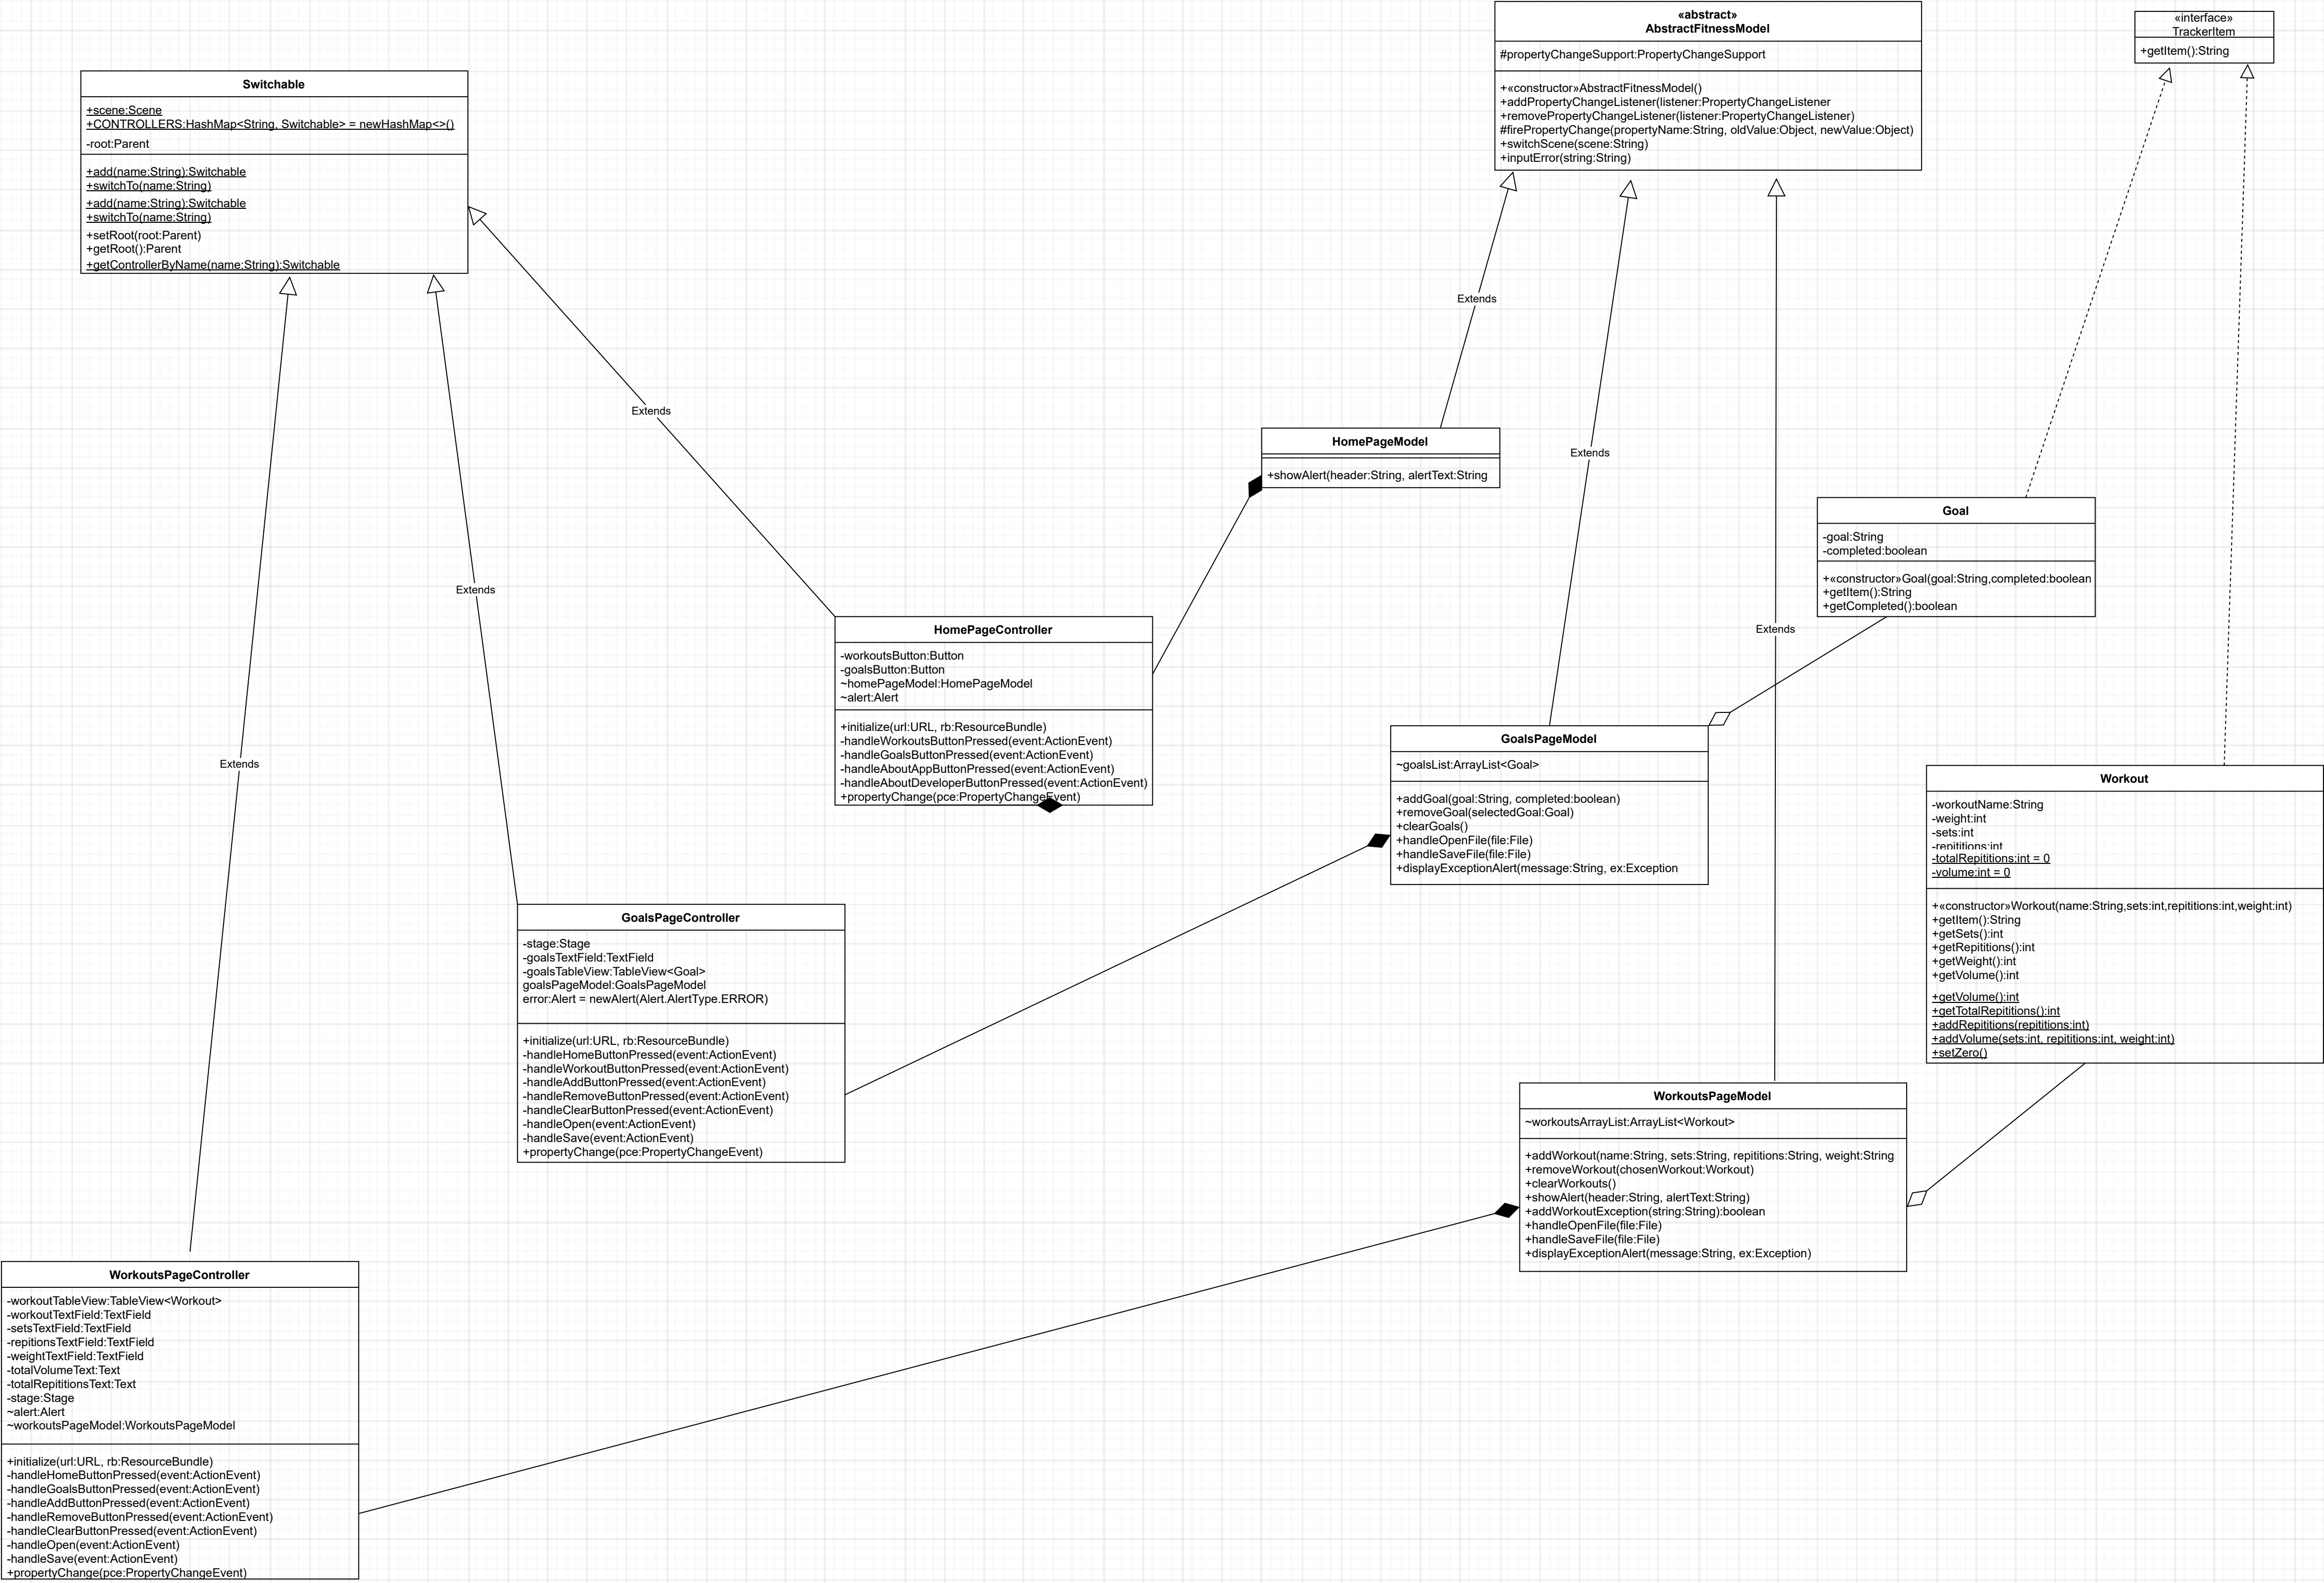 «abstract»
AbstractFitnessModel
#propertyChangeSupport:PropertyChangeSupport
+«constructor»AbstractFitnessModel()
+addPropertyChangeListener(listener:PropertyChangeListener
+removePropertyChangeListener(listener:PropertyChangeListener)
#firePropertyChange(propertyName:String, oldValue:Object, newValue:Object)
+switchScene(scene:String)
+inputError(string:String)
«interface»
TrackerItem
+getItem():String
Switchable
+scene:Scene
+CONTROLLERS:HashMap<String, Switchable> = newHashMap<>()
-root:Parent
+add(name:String):Switchable
+switchTo(name:String)
+add(name:String):Switchable
+switchTo(name:String)
+setRoot(root:Parent)
+getRoot():Parent
+getControllerByName(name:String):Switchable
Extends
Extends
Extends
Extends
Extends
Extends
HomePageModel
+showAlert(header:String, alertText:String
Goal
-goal:String
-completed:boolean
+«constructor»Goal(goal:String,completed:boolean
+getItem():String
+getCompleted():boolean
HomePageController
-workoutsButton:Button
-goalsButton:Button
~homePageModel:HomePageModel
~alert:Alert
+initialize(url:URL, rb:ResourceBundle)
-handleWorkoutsButtonPressed(event:ActionEvent)
-handleGoalsButtonPressed(event:ActionEvent)
-handleAboutAppButtonPressed(event:ActionEvent)
-handleAboutDeveloperButtonPressed(event:ActionEvent)
+propertyChange(pce:PropertyChangeEvent)
GoalsPageModel
~goalsList:ArrayList<Goal>
+addGoal(goal:String, completed:boolean)
+removeGoal(selectedGoal:Goal)
+clearGoals()
+handleOpenFile(file:File)
+handleSaveFile(file:File)
+displayExceptionAlert(message:String, ex:Exception
Workout
-workoutName:String
-weight:int
-sets:int
-repititions:int
-totalRepititions:int = 0
-volume:int = 0
+«constructor»Workout(name:String,sets:int,repititions:int,weight:int)
+getItem():String
+getSets():int
+getRepititions():int
+getWeight():int
+getVolume():int
+getVolume():int
+getTotalRepititions():int
+addRepititions(repititions:int)
+addVolume(sets:int, repititions:int, weight:int)
+setZero()
GoalsPageController
-stage:Stage
-goalsTextField:TextField
-goalsTableView:TableView<Goal>
goalsPageModel:GoalsPageModel
error:Alert = newAlert(Alert.AlertType.ERROR)
+initialize(url:URL, rb:ResourceBundle)
-handleHomeButtonPressed(event:ActionEvent)
-handleWorkoutButtonPressed(event:ActionEvent)
-handleAddButtonPressed(event:ActionEvent)
-handleRemoveButtonPressed(event:ActionEvent)
-handleClearButtonPressed(event:ActionEvent)
-handleOpen(event:ActionEvent)
-handleSave(event:ActionEvent)
+propertyChange(pce:PropertyChangeEvent)
WorkoutsPageModel
~workoutsArrayList:ArrayList<Workout>
+addWorkout(name:String, sets:String, repititions:String, weight:String
+removeWorkout(chosenWorkout:Workout)
+clearWorkouts()
+showAlert(header:String, alertText:String)
+addWorkoutException(string:String):boolean
+handleOpenFile(file:File)
+handleSaveFile(file:File)
+displayExceptionAlert(message:String, ex:Exception)
WorkoutsPageController
-workoutTableView:TableView<Workout>
-workoutTextField:TextField
-setsTextField:TextField
-repitionsTextField:TextField
-weightTextField:TextField
-totalVolumeText:Text
-totalRepititionsText:Text
-stage:Stage
~alert:Alert
~workoutsPageModel:WorkoutsPageModel
+initialize(url:URL, rb:ResourceBundle)
-handleHomeButtonPressed(event:ActionEvent)
-handleGoalsButtonPressed(event:ActionEvent)
-handleAddButtonPressed(event:ActionEvent)
-handleRemoveButtonPressed(event:ActionEvent)
-handleClearButtonPressed(event:ActionEvent)
-handleOpen(event:ActionEvent)
-handleSave(event:ActionEvent)
+propertyChange(pce:PropertyChangeEvent)